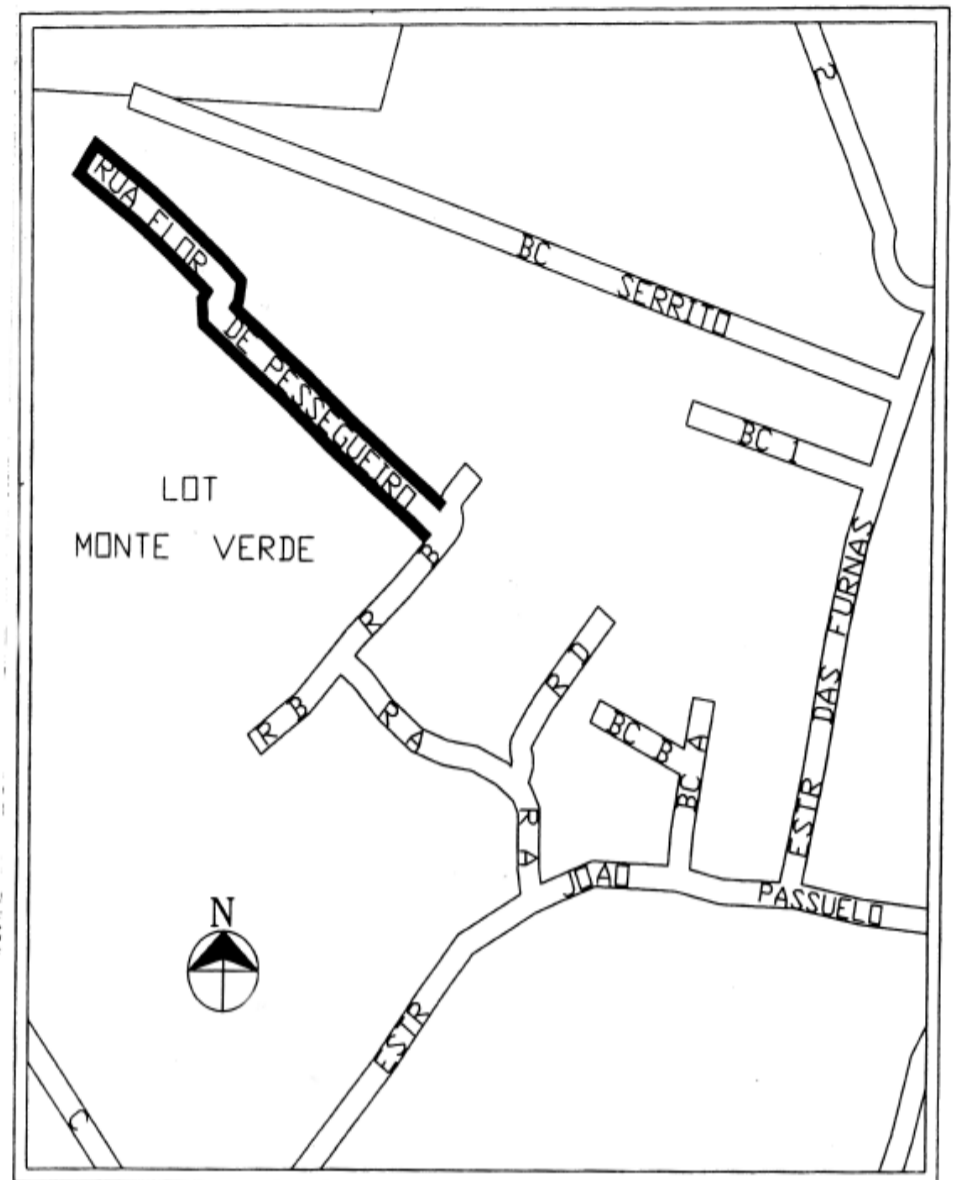 RUA FLOR
DE PESSEGUEIRO
BC SERRITO
BC 1
LOT
MONTE VERDE
ESTR DAS FURNAS
R B
R B
R A
R D
BC B
BC A
R A
ESTR JOAO PASSUELO
N